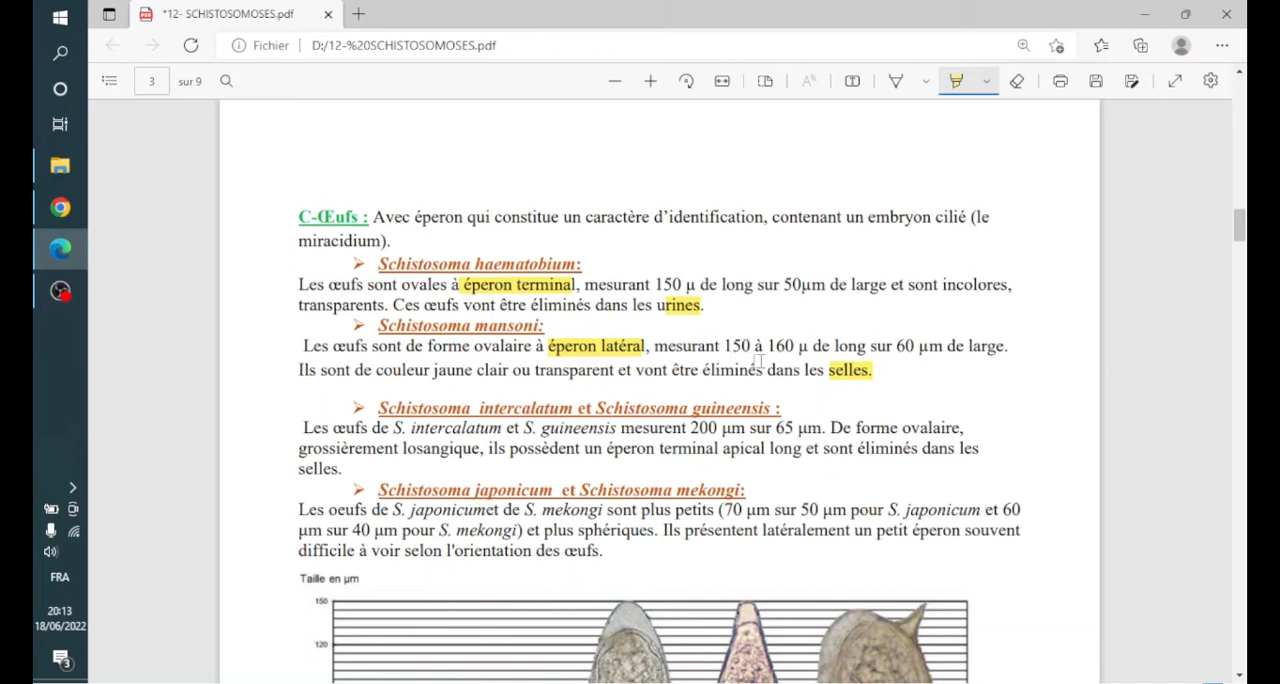 *12- SCHISTOSOMOSES.pdf
Fichier
D:/12-%20SCHISTOSOMOSES.pdf
3
sur 9
C-Œufs : Avec éperon qui constitue un caractère d'identification, contenant un embryon cilié (le
miracidium).
➢ Schistosoma haematobium:
Les œufs sont ovales à éperon terminal, mesurant 150 µ de long sur 50µm de large et sont incolores,
transparents. Ces œufs vont être éliminés dans les urines.
➢ Schistosoma mansoni:
Les œufs sont de forme ovalaire à éperon latéral, mesurant 150 à 160 µ de long sur 60 µm de large.
Ils sont de couleur jaune clair ou transparent et vont être éliminés dans les selles.
➢ Schistosoma intercalatum et Schistosoma guineensis :
Les œufs de S. intercalatum et S. guineensis mesurent 200 µm sur 65 µm. De forme ovalaire,
grossièrement losangique, ils possèdent un éperon terminal apical long et sont éliminés dans les
selles.
➢ Schistosoma japonicum et Schistosoma mekongi:
Les oeufs de S. japonicumet de S. mekongi sont plus petits (70 µm sur 50 µm pour S. japonicum et 60
µm sur 40 µm pour S. mekongi) et plus sphériques. Ils présentent latéralement un petit éperon souvent
difficile à voir selon l'orientation des œufs.
Taille en µm
150
120
FRA
20:13
18/06/2022
3